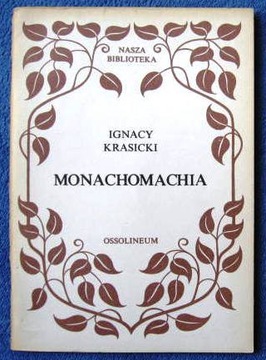 NASZA
BIBLIOTEKA
IGNACY
KRASICKI
MONACHOMACHIA
OSSOLINEUM